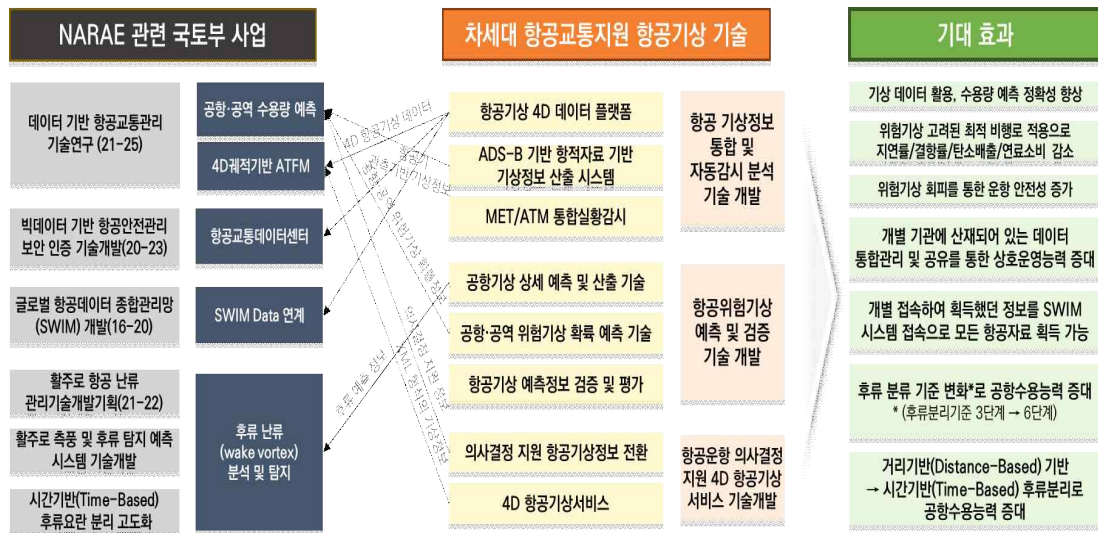 NARAE 관련 국토부 사업
차세대 항공교통지원 항공기상 기술
기대 효과
데이터 기반 항공교통관리
기술연구 (21-25)
빅데이터 기반 항공안전관리
보안 인증 기술개발(20-23)
글로벌 항공데이터 종합관리망
(SWIM) 개발(16-20)
활주로 항공 난류
관리기술개발기획(21-22)
활주로 측풍 및 후류 탐지 예측
시스템 기술개발
시간기반(Time-Based)
후류요란 분리 고도화
공항·공역 수용량 예측
4D궤적기반 ATFM
항공교통데이터센터
SWIM Data 연계
후류 난류
(wake vortex)
분석 및 탐지
4D 항공기상 데이터
후류 예측 정보
의사결정 지원 정보
항공기상 4D 데이터 플랫폼
ADS-B 기반 항적자료 기반
기상정보 산출 시스템
MET/ATM 통합실황감시
공항기상 상세 예측 및 산출 기술
공항·공역 위험기상 확률 예측 기술
항공기상 예측정보 검증 및 평가
의사결정 지원 항공기상정보 전환
4D 항공기상서비스
항공 기상정보
통합 및
자동감시 분석
기술 개발
항공위험기상
예측 및 검증
기술 개발
항공운항 의사결정
지원 4D 항공기상
서비스 기술개발
기상 데이터 활용, 수용량 예측 정확성 향상
위험기상 고려된 최적 비행로 적용으로
지연률/결항률/탄소배출/연료소비 감소
위험기상 회피를 통한 운항 안전성 증가
개별 기관에 산재되어 있는 데이터
통합관리 및 공유를 통한 상호운영능력 증대
개별 접속하여 획득했던 정보를 SWIM
시스템 접속으로 모든 항공자료 획득 가능
후류 분류 기준 변화*로 공항수용능력 증대
* (후류분리기준 3단계 → 6단계)
거리기반(Distance-Based) 기반
→ 시간기반(Time-Based) 후류분리로
공항수용능력 증대